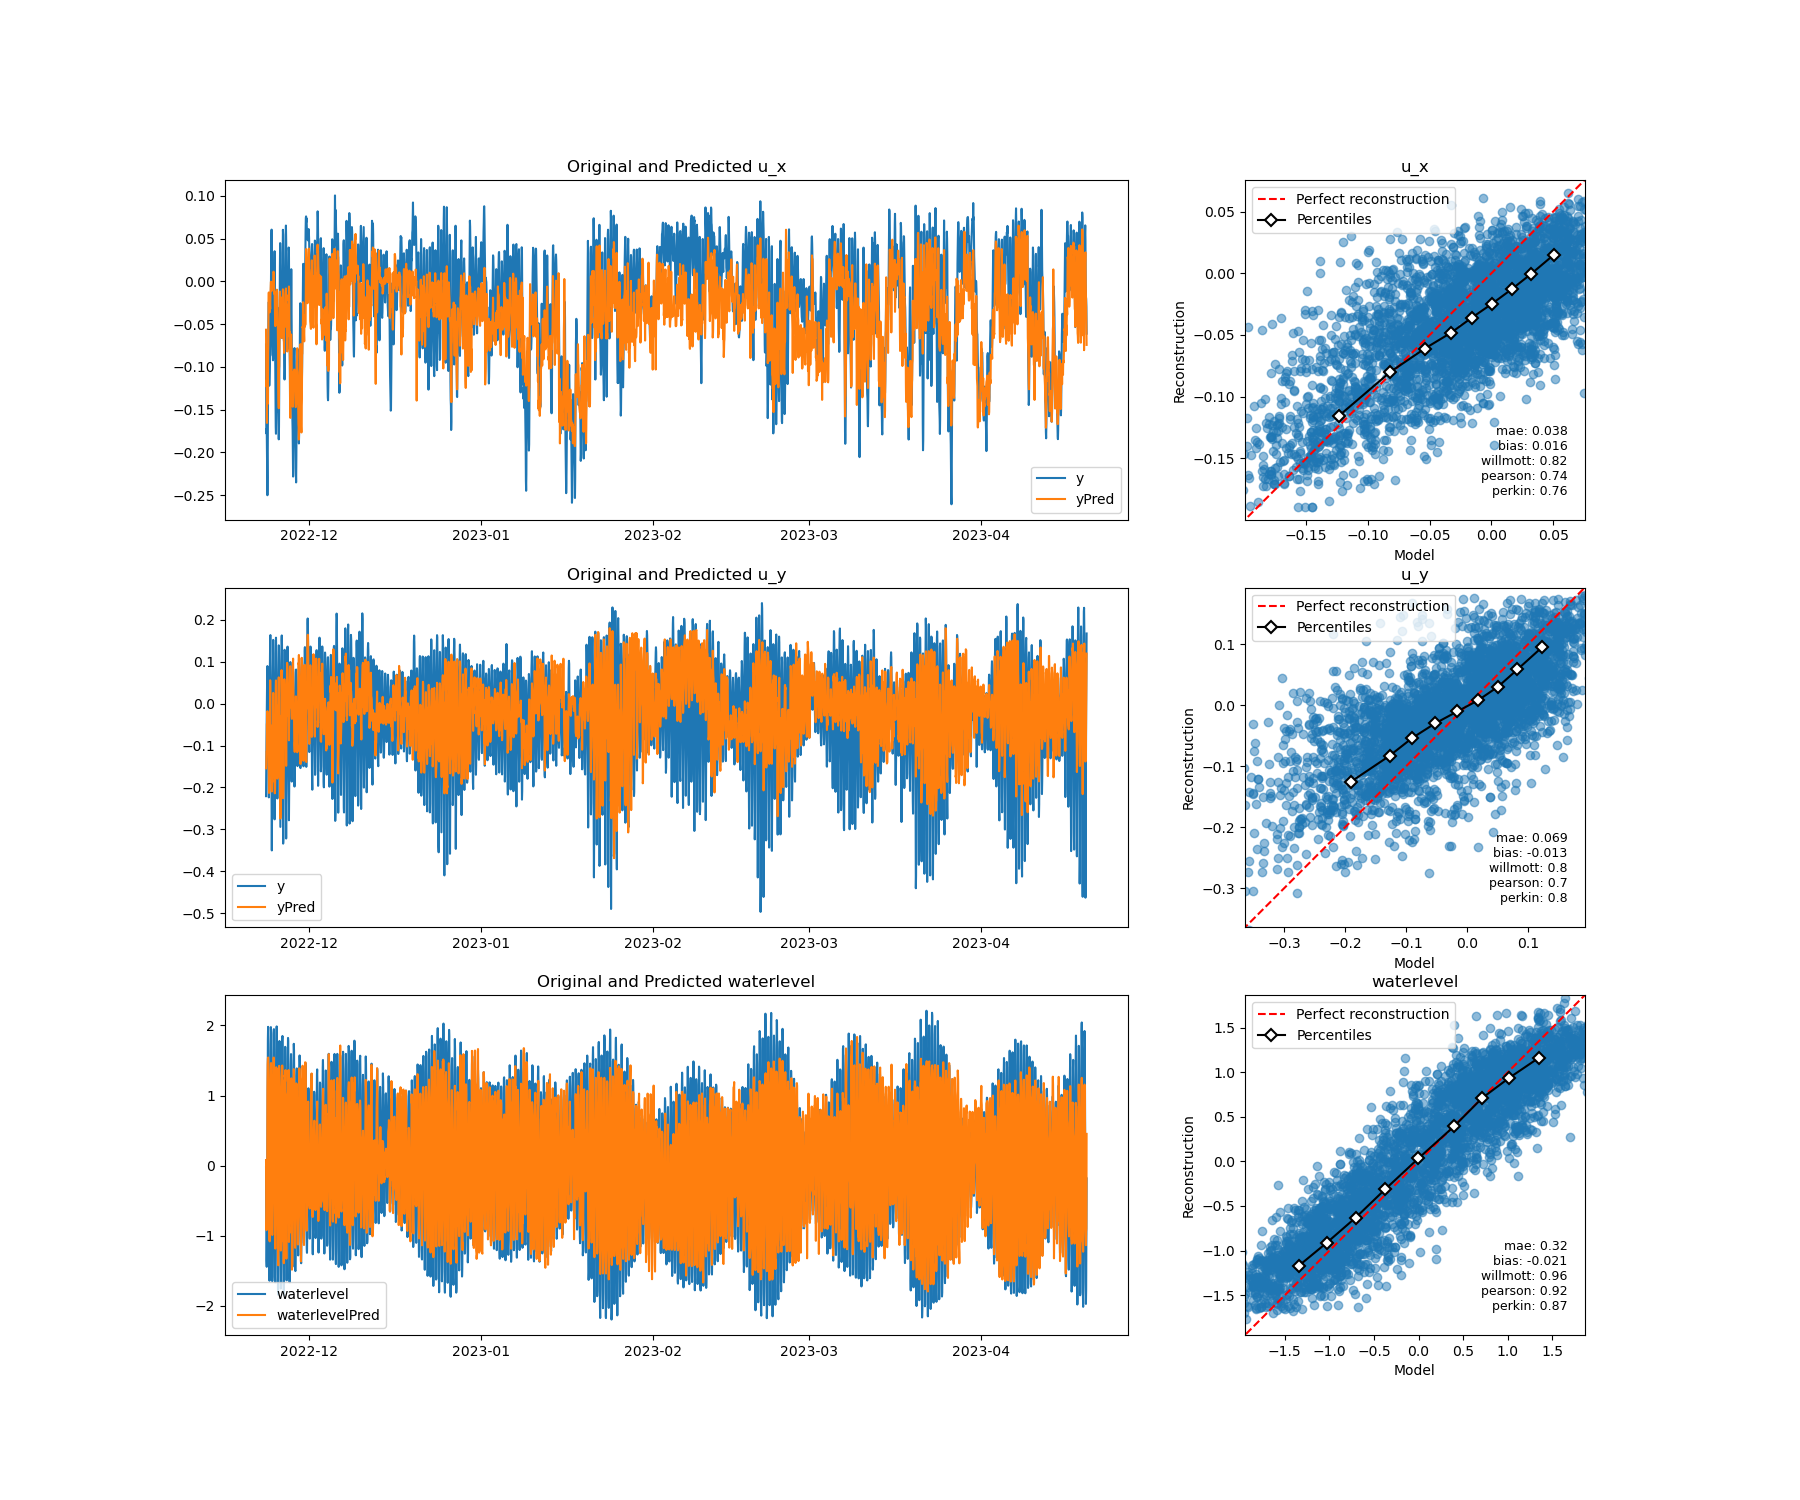 Original and Predicted u_x
0.10
0.05
0.00
−0.05
−0.10
−0.15
−0.20
−0.25
y
yPred
2022-12
2023-01
2023-02
2023-03
2023-04
u_x
Perfect reconstruction
Percentiles
Reconstruction
0.05
0.00
−0.05
−0.10
−0.15
mae: 0.038
bias: 0.016
willmott: 0.82
pearson: 0.74
perkin: 0.76
−0.15
−0.10
−0.05
0.00
0.05
Model
Original and Predicted u_y
0.2
0.1
0.0
−0.1
−0.2
−0.3
−0.4
−0.5
y
yPred
2022-12
2023-01
2023-02
2023-03
2023-04
u_y
Perfect reconstruction
Percentiles
Reconstruction
0.1
0.0
−0.1
−0.2
−0.3
mae: 0.069
bias: -0.013
willmott: 0.8
pearson: 0.7
perkin: 0.8
−0.3
−0.2
−0.1
0.0
0.1
Model
Original and Predicted waterlevel
2
1
0
−1
−2
waterlevel
waterlevelPred
2022-12
2023-01
2023-02
2023-03
2023-04
waterlevel
Perfect reconstruction
Percentiles
Reconstruction
1.5
1.0
0.5
0.0
−0.5
−1.0
−1.5
mae: 0.32
bias: -0.021
willmott: 0.96
pearson: 0.92
perkin: 0.87
−1.5
−1.0
−0.5
0.0
0.5
1.0
1.5
Model